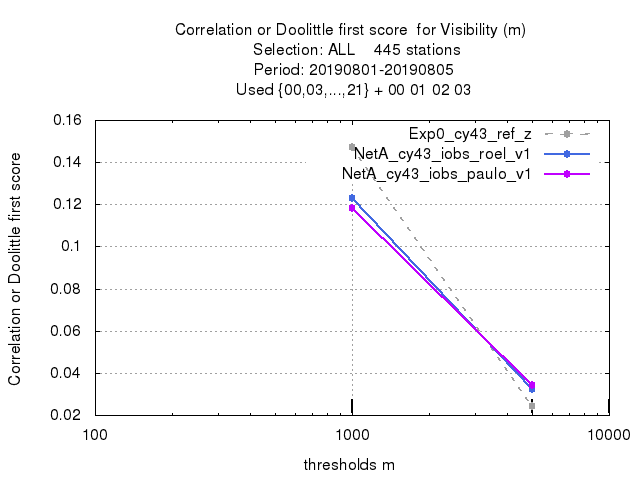 Correlation or Doolittle first score  for Visibility (m)
Selection: ALL    445 stations
Period: 20190801-20190805
Used {00,03,...,21} + 00 01 02 03
Correlation or Doolittle first score
0.16
0.14
0.12
0.1
0.08
0.06
0.04
0.02
Exp0_cy43_ref_z
NetA_cy43_iobs_roel_v1
NetA_cy43_iobs_paulo_v1
100 1000 10000
thresholds m